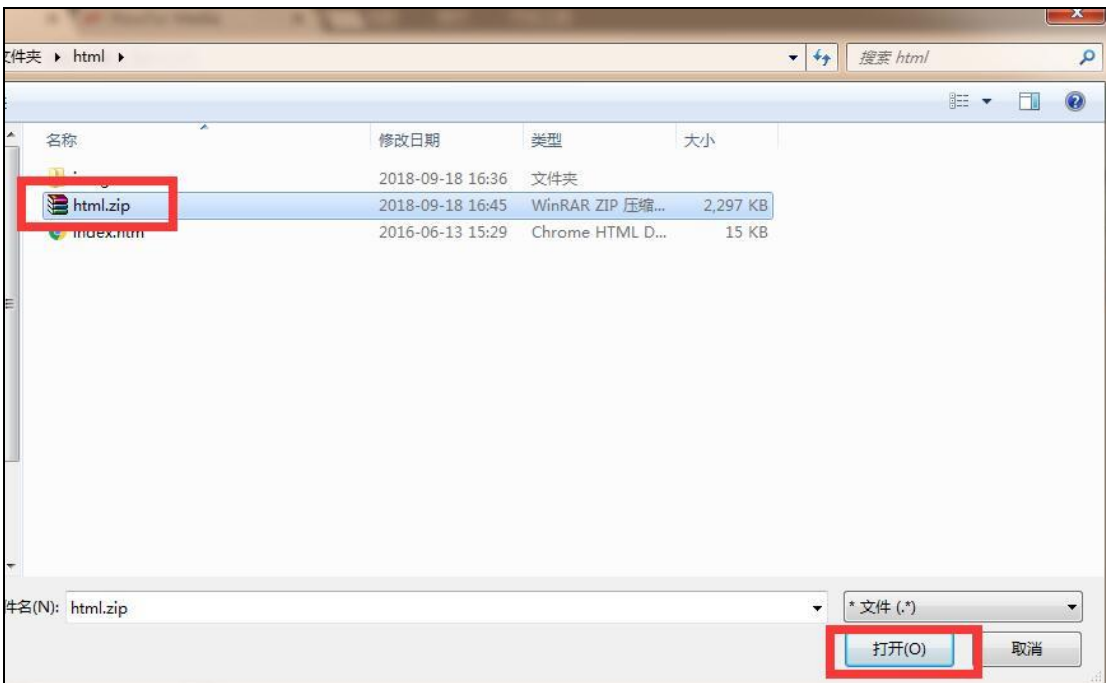 文件夹 html
搜索 html
名称 修改日期 类型 大小
2018-09-18 16:36 文件夹
html.zip 2018-09-18 16:45 WinRAR ZIP 压缩... 2,297 KB
index.htm 2016-06-13 15:29 Chrome HTML D... 15 KB
件名(N): html.zip * 文件 (.*)
打开(O) 取消